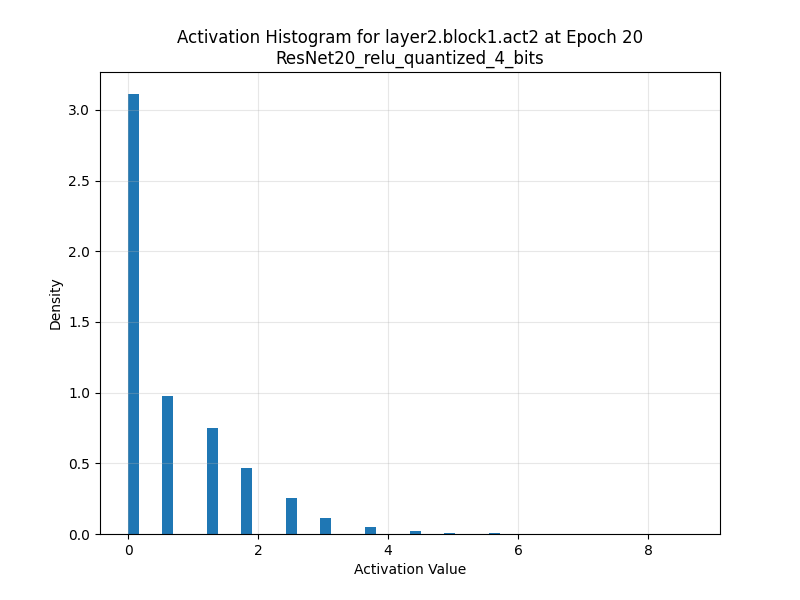 Activation Histogram for layer2.block1.act2 at Epoch 20
ResNet20_relu_quantized_4_bits
3.0
2.5
2.0
1.5
1.0
0.5
0.0
Density
0 2 4 6 8
Activation Value